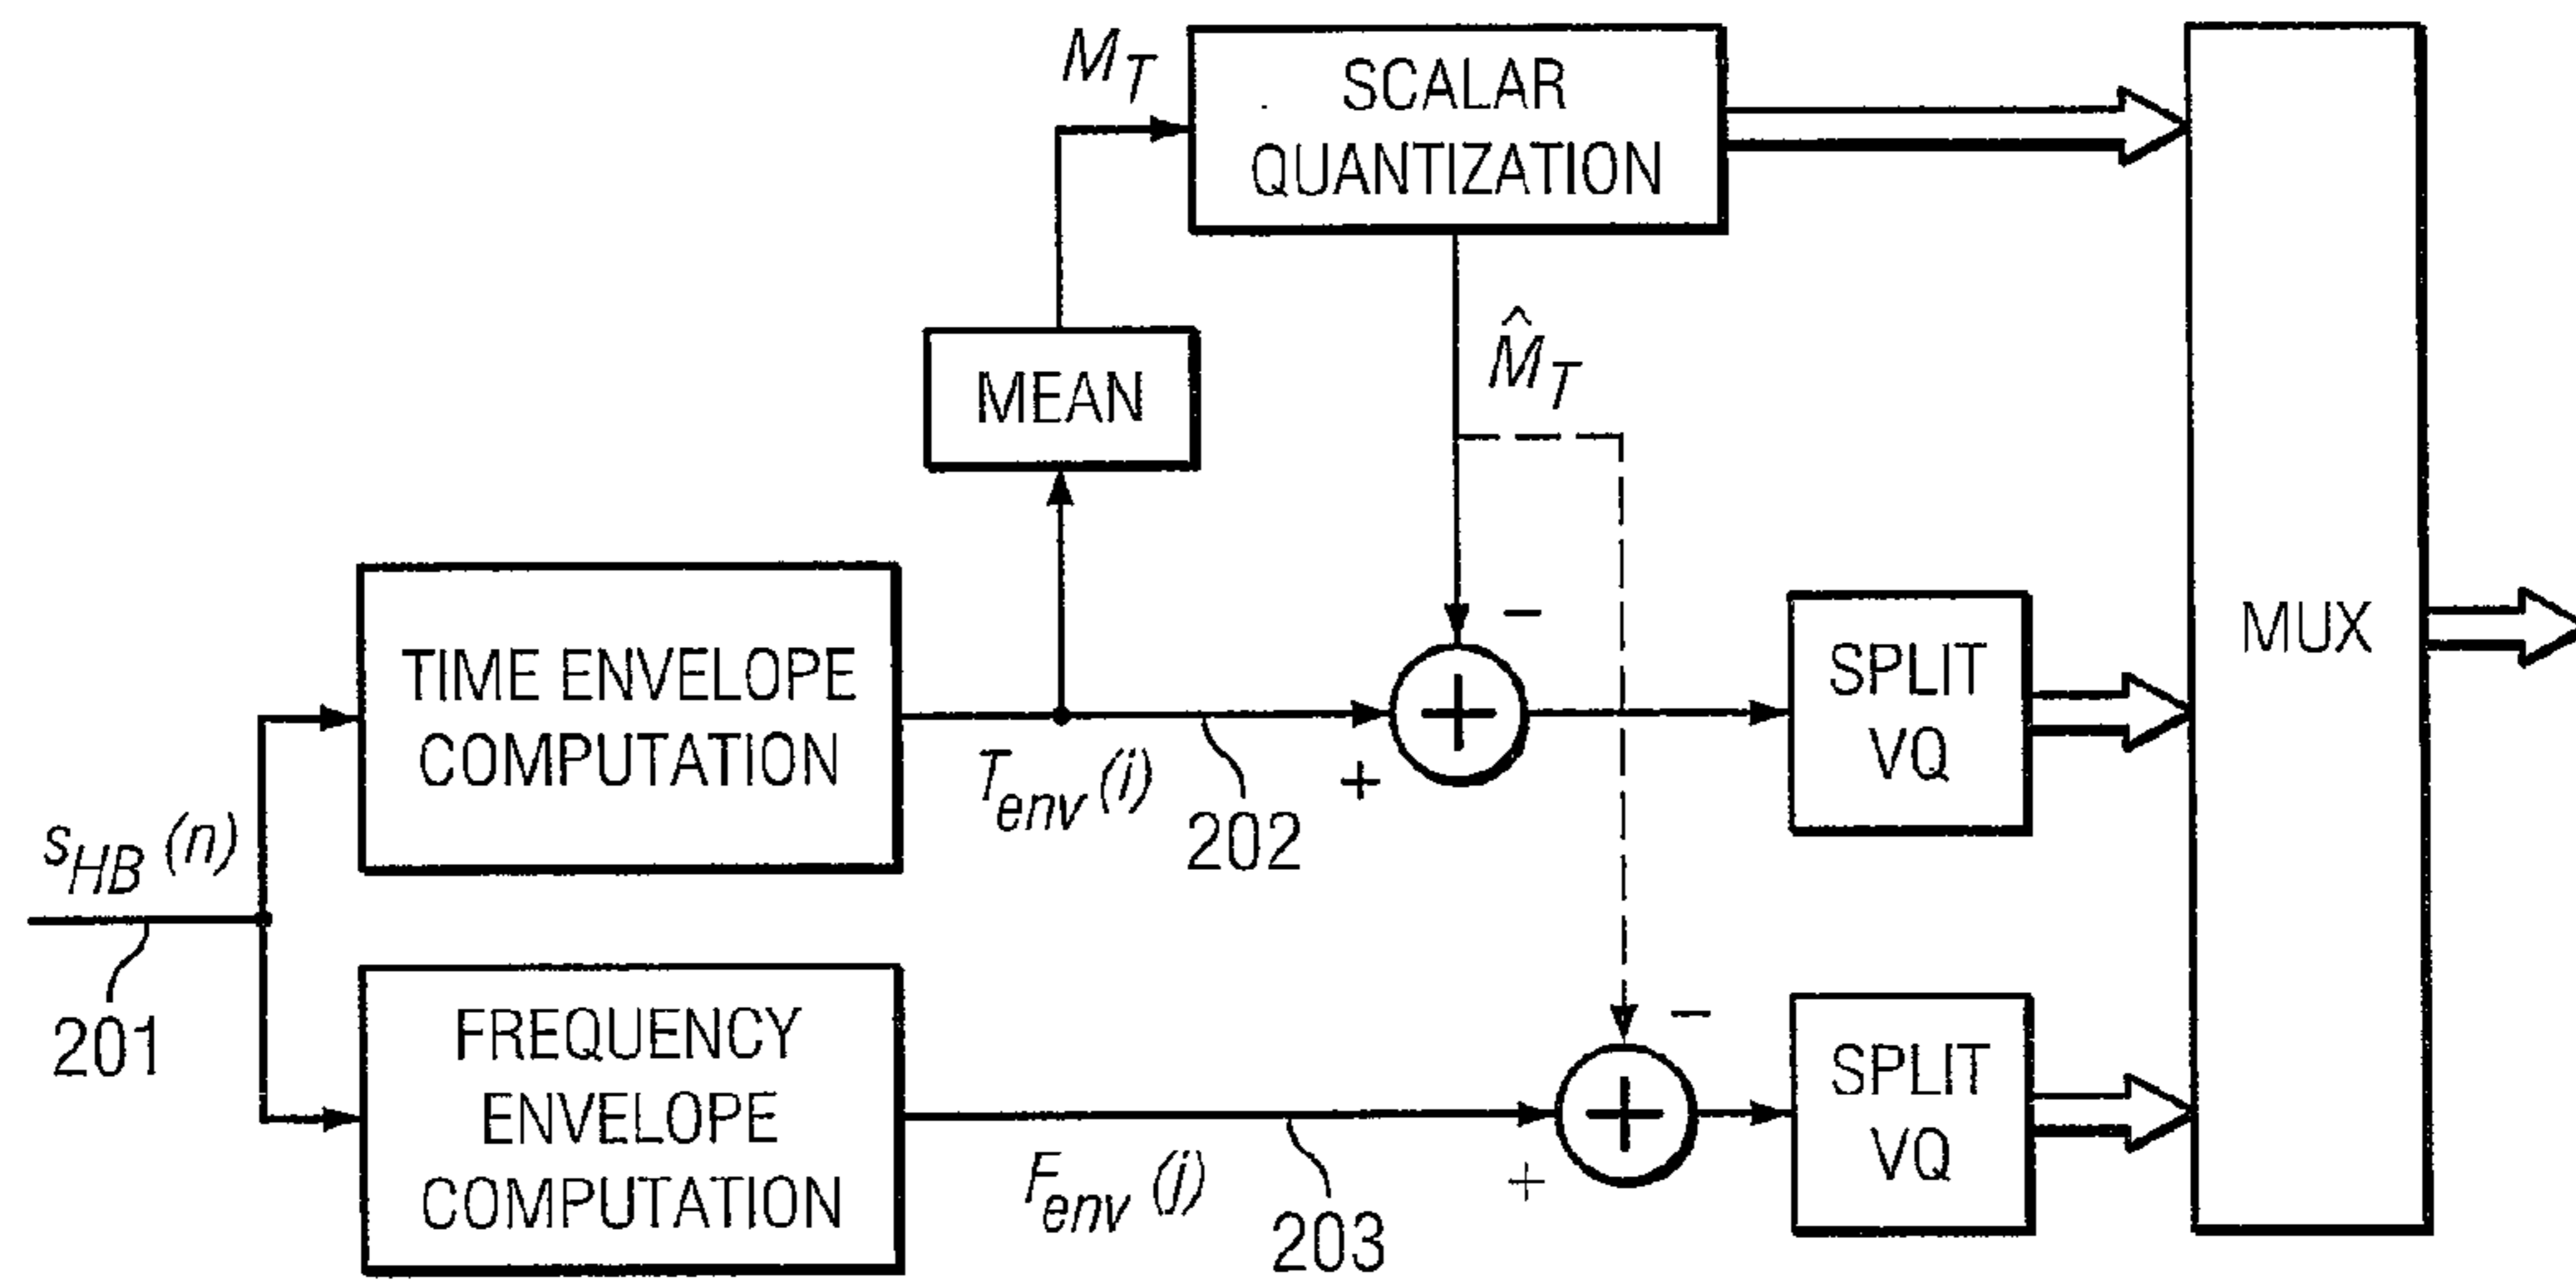 M_T
SCALAR
QUANTIZATION
M̂_T
MEAN
−
TIME ENVELOPE
COMPUTATION
T_env(i)
+
202
SPLIT
VQ
MUX
s_HB(n)
201
FREQUENCY
ENVELOPE
COMPUTATION
F_env(j)
203
−
+
SPLIT
VQ
+
+